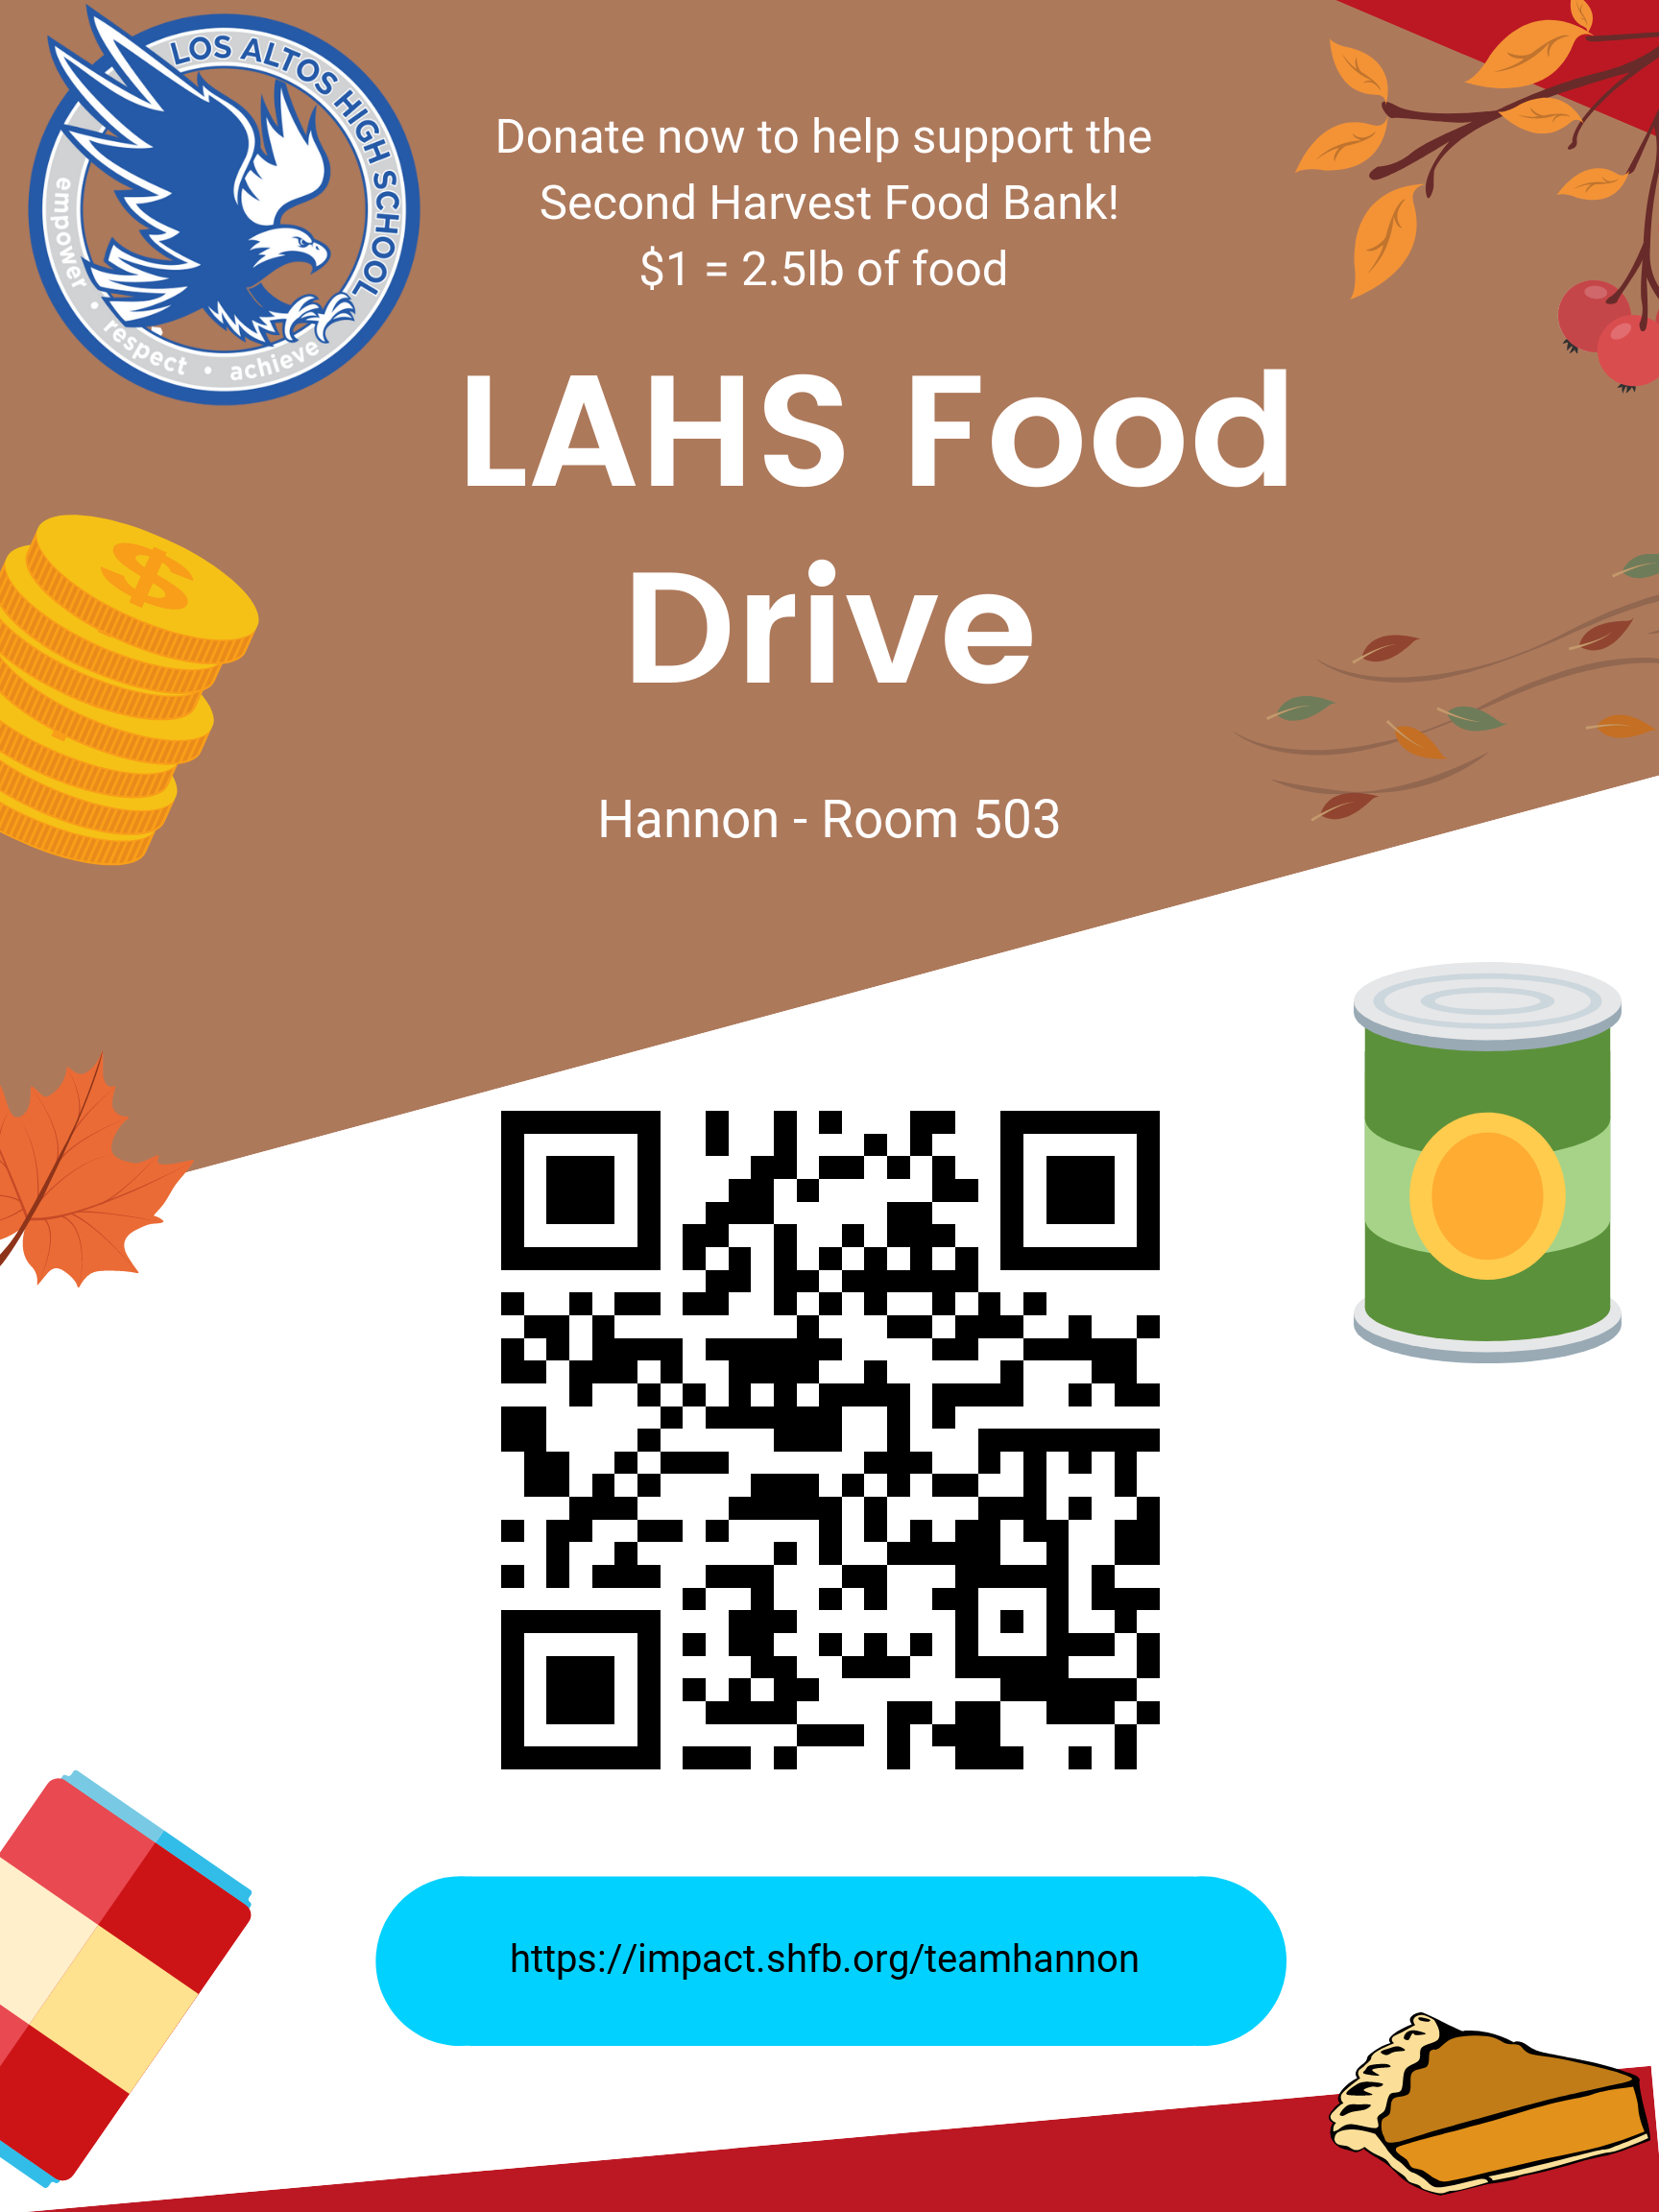 LOS ALTOS HIGH SCHOOL
empower • respect • achieve
Donate now to help support the
Second Harvest Food Bank!
$1 = 2.5lb of food
LAHS Food
Drive
Hannon - Room 503
$
https://impact.shfb.org/teamhannon